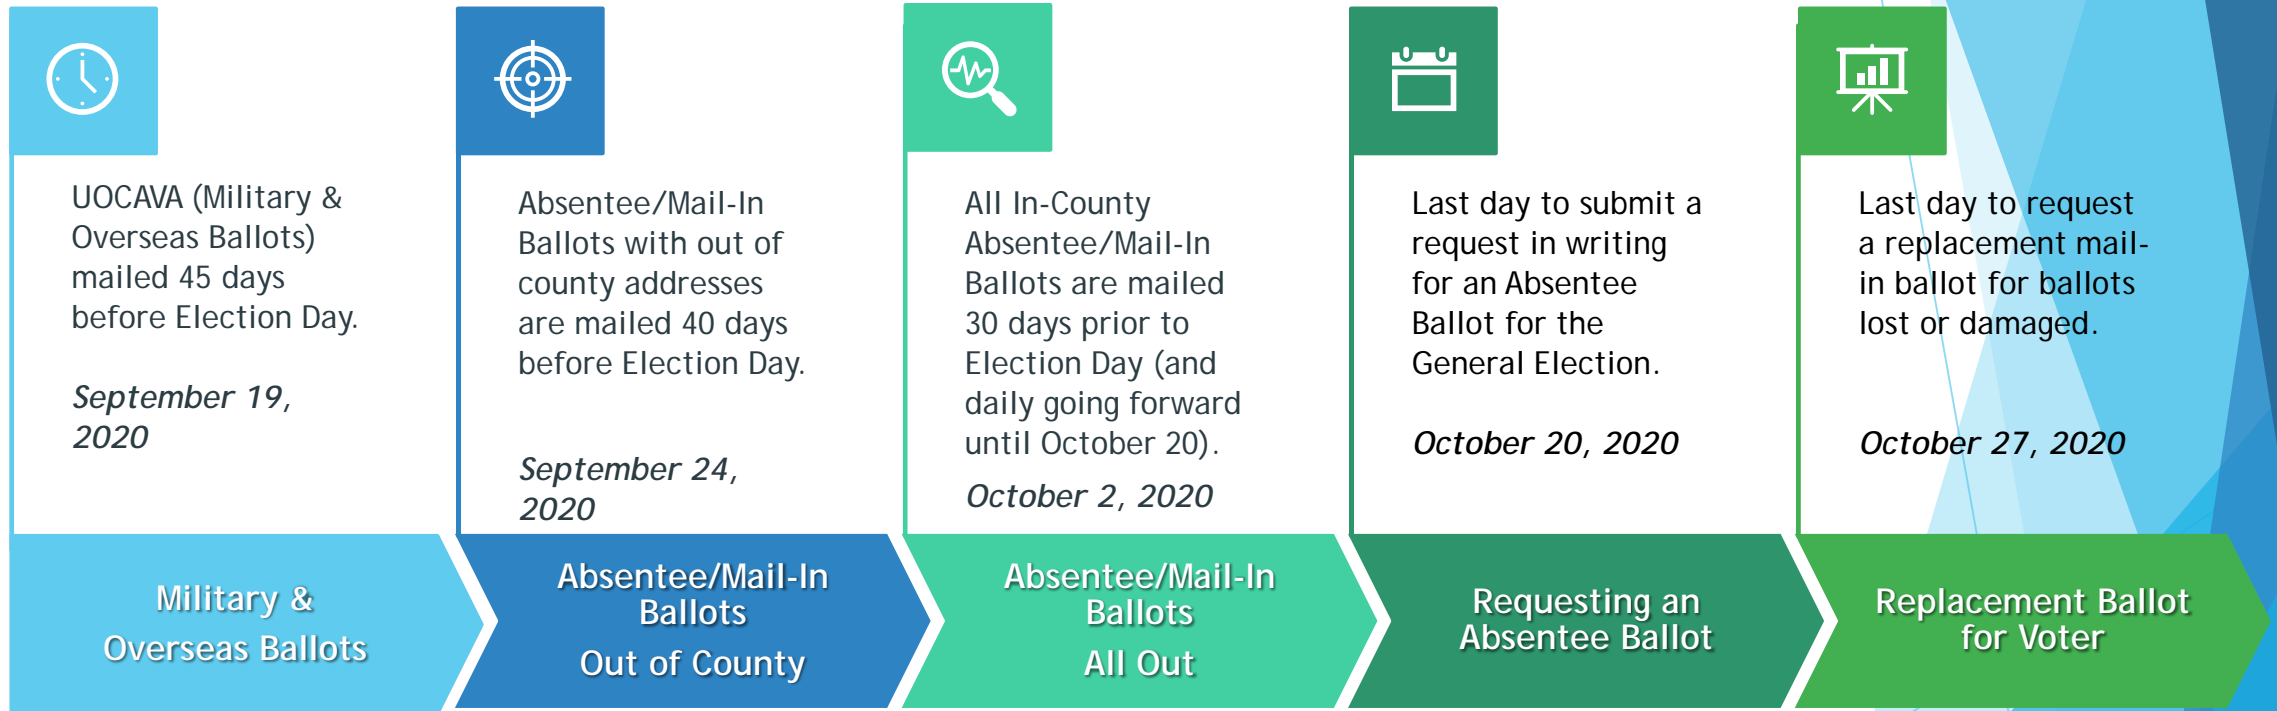 UOCAVA (Military &
Overseas Ballots)
mailed 45 days
before Election Day.
September 19,
2020
Absentee/Mail-In
Ballots with out of
county addresses
are mailed 40 days
before Election Day.
September 24,
2020
All In-County
Absentee/Mail-In
Ballots are mailed
30 days prior to
Election Day (and
daily going forward
until October 20).
October 2, 2020
Last day to submit a
request in writing
for an Absentee
Ballot for the
General Election.
October 20, 2020
Last day to request
a replacement mail-
in ballot for ballots
lost or damaged.
October 27, 2020
Military &
Overseas Ballots
Absentee/Mail-In
Ballots
Out of County
Absentee/Mail-In
Ballots
All Out
Requesting an
Absentee Ballot
Replacement Ballot
for Voter